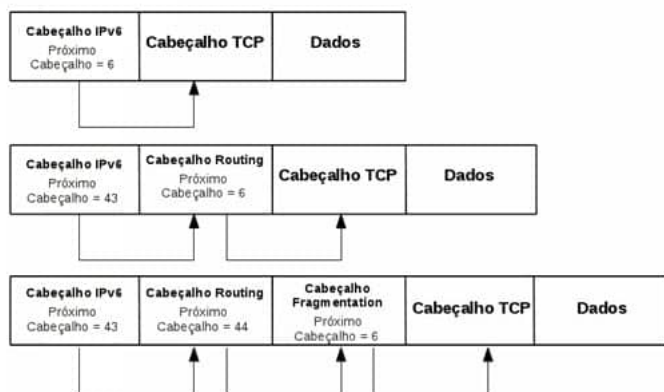 Cabeçalho IPv6
Próximo
Cabeçalho = 6
Cabeçalho TCP
Dados
Cabeçalho IPv6
Próximo
Cabeçalho = 43
Cabeçalho Routing
Próximo
Cabeçalho = 6
Cabeçalho TCP
Dados
Cabeçalho IPv6
Próximo
Cabeçalho = 43
Cabeçalho Routing
Próximo
Cabeçalho = 44
Cabeçalho
Fragmentation
Próximo
Cabeçalho = 6
Cabeçalho TCP
Dados